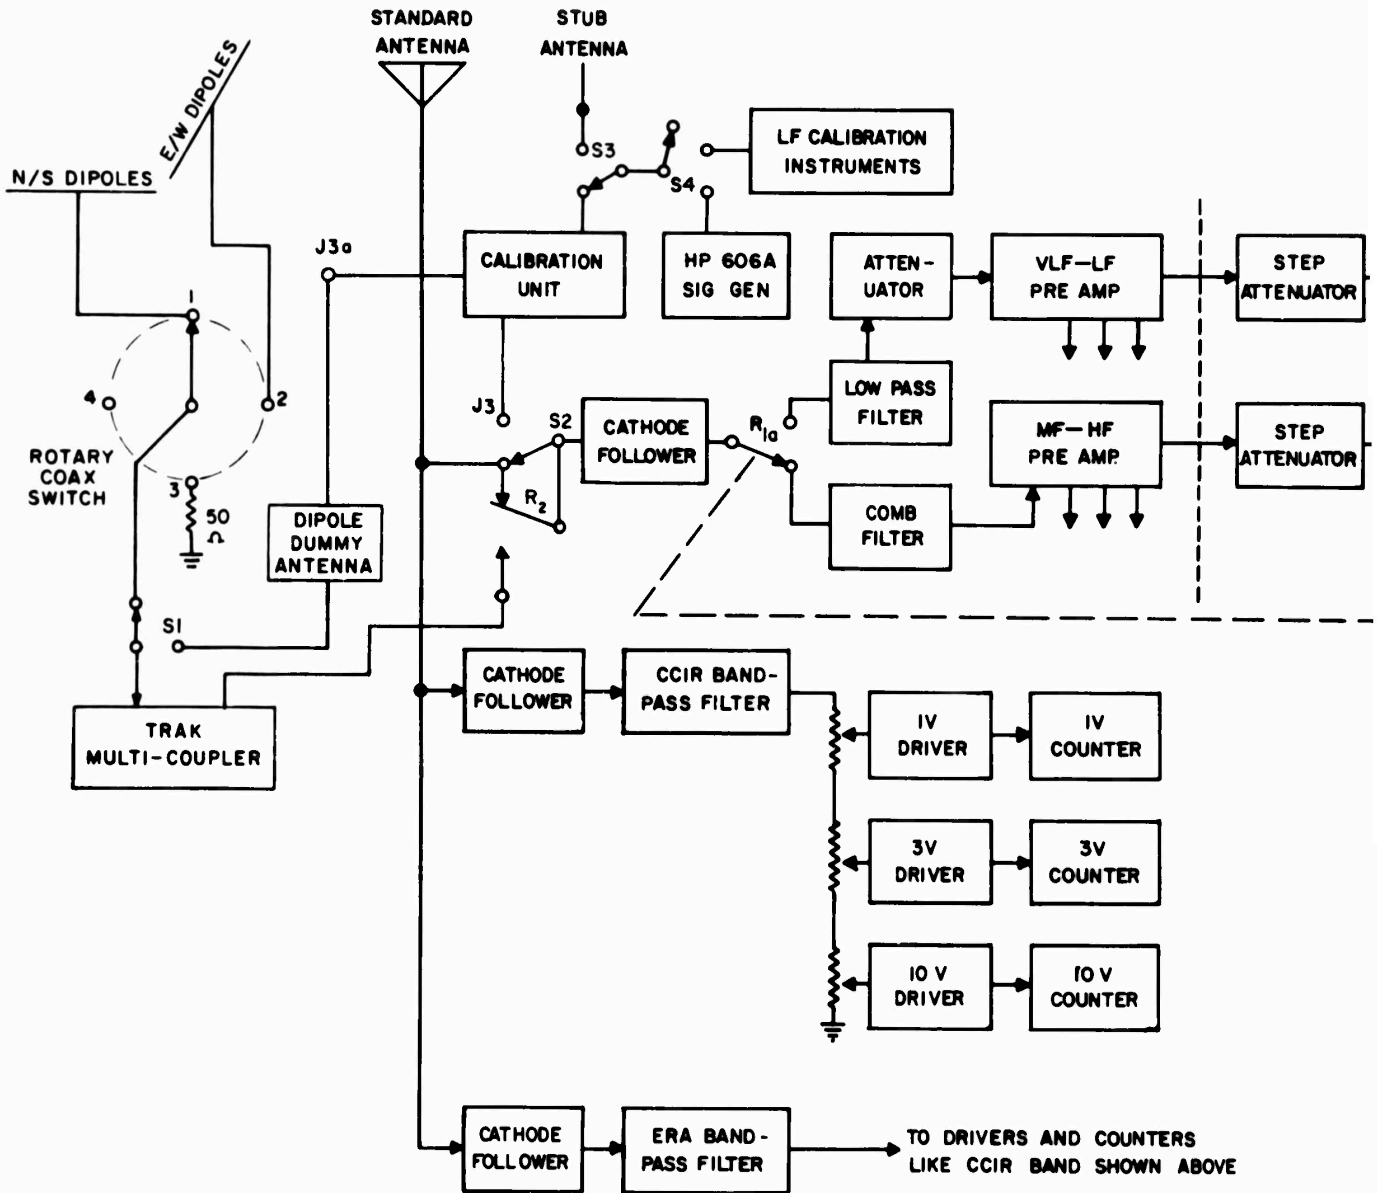 STANDARD
ANTENNA
STUB
ANTENNA
E/W DIPOLES
N/S DIPOLES
S3
S4
LF CALIBRATION
INSTRUMENTS
J3a
CALIBRATION
UNIT
HP 606A
SIG GEN
ATTEN-
UATOR
VLF-LF
PRE AMP
STEP
ATTENUATOR
1
4
2
3
ROTARY
COAX
SWITCH
50
Ω
J3
S2
R2
CATHODE
FOLLOWER
R1a
LOW PASS
FILTER
MF-HF
PRE AMP.
STEP
ATTENUATOR
COMB
FILTER
DIPOLE
DUMMY
ANTENNA
S1
TRAK
MULTI-COUPLER
CATHODE
FOLLOWER
CCIR BAND-
PASS FILTER
1V
DRIVER
1V
COUNTER
3V
DRIVER
3V
COUNTER
10 V
DRIVER
10 V
COUNTER
CATHODE
FOLLOWER
ERA BAND-
PASS FILTER
TO DRIVERS AND COUNTERS
LIKE CCIR BAND SHOWN ABOVE